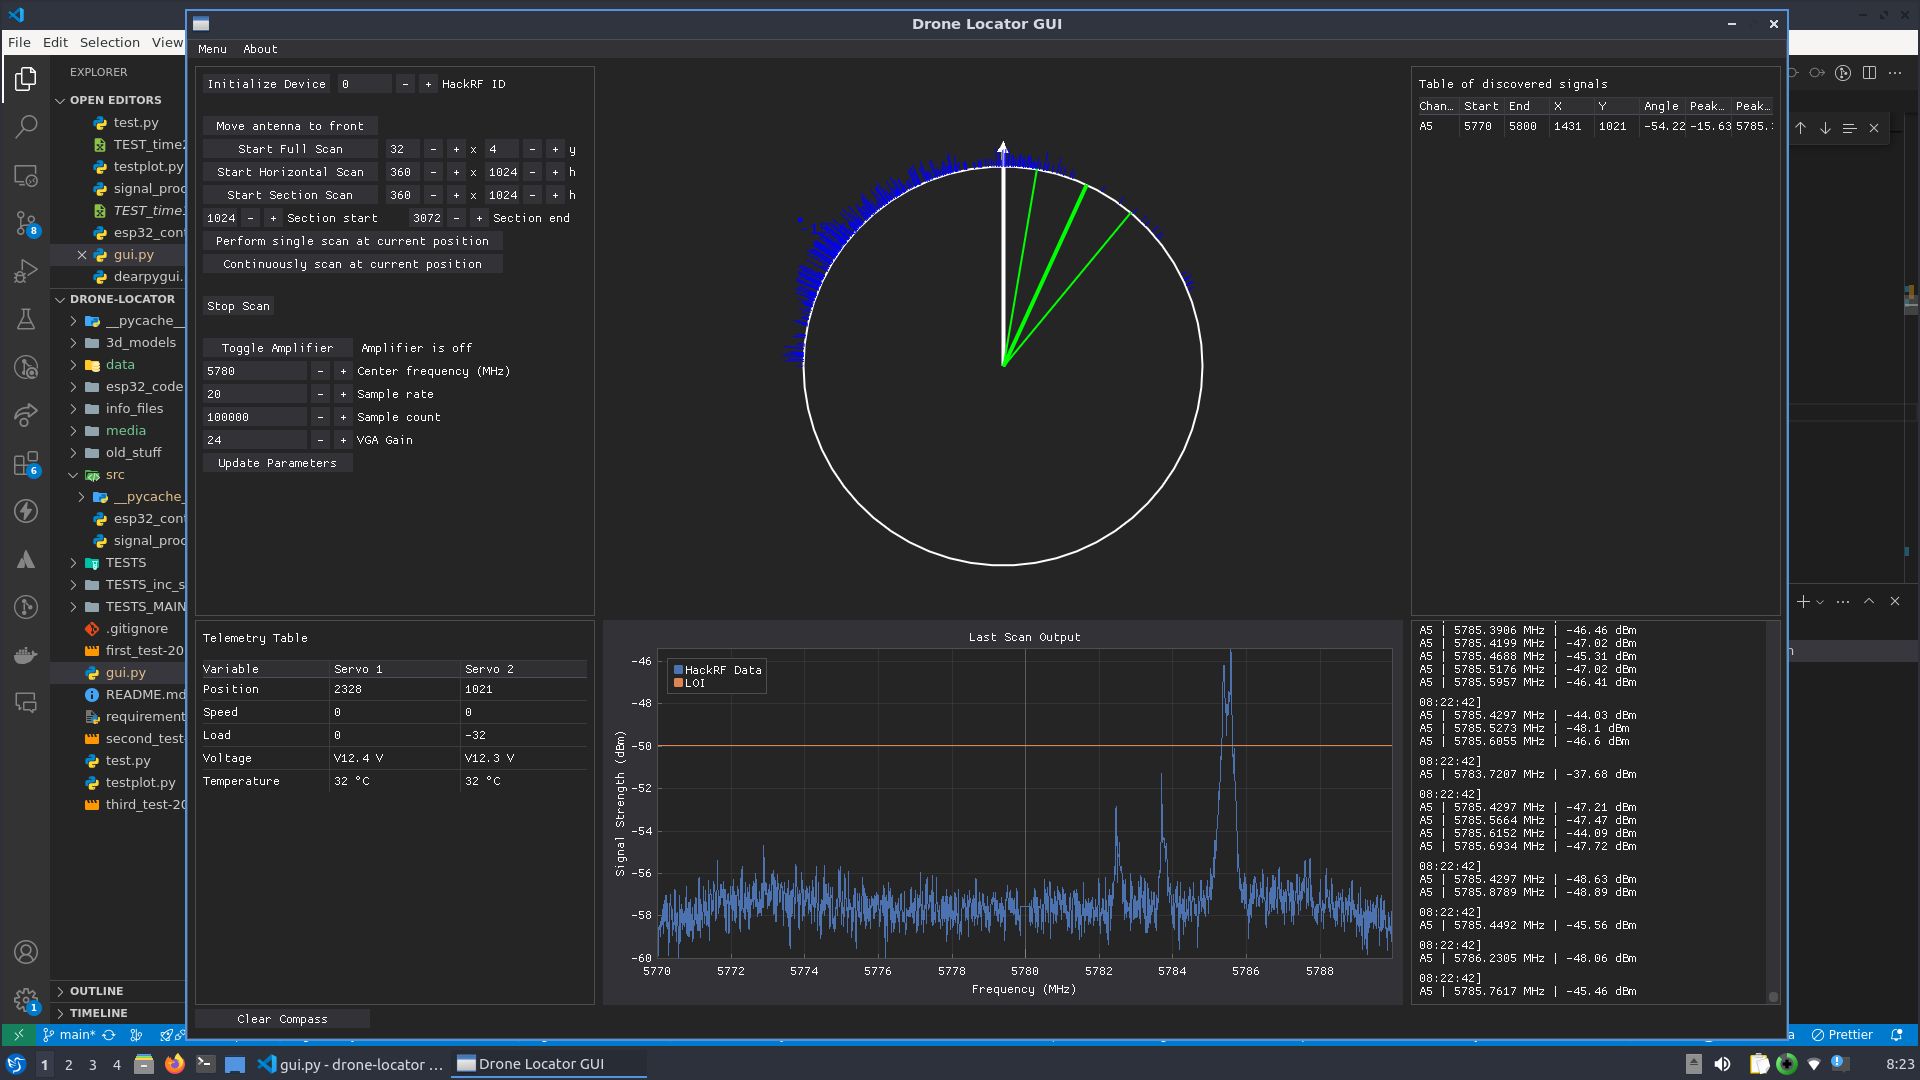 Drone Locator GUI
File Edit Selection View
Menu About
EXPLORER
OPEN EDITORS
test.py
TEST_time
testplot.py
signal_proc
TEST_time
esp32_cont
gui.py
dearpygui.
DRONE-LOCATOR
__pycache__
3d_models
data
esp32_code
info_files
media
old_stuff
src
__pycache_
esp32_cont
signal_proc
TESTS
TESTS_inc_s
TESTS_MAIN
.gitignore
first_test-20
gui.py
README.md
requirement
second_test-
test.py
testplot.py
third_test-20
OUTLINE
TIMELINE
8
6
1
Initialize Device 0 - + HackRF ID
Move antenna to front
Start Full Scan 32 - + x 4 - + y
Start Horizontal Scan 360 - + x 1024 - + h
Start Section Scan 360 - + x 1024 - + h
1024 - + Section start 3072 - + Section end
Perform single scan at current position
Continuously scan at current position
Stop Scan
Toggle Amplifier Amplifier is off
5780 - + Center frequency (MHz)
20 - + Sample rate
100000 - + Sample count
24 - + VGA Gain
Update Parameters
Table of discovered signals
Chan… Start End X Y Angle Peak… Peak…
A5 5770 5800 1431 1021 -54.22 -15.63 5785.
Telemetry Table
Variable Servo 1 Servo 2
Position 2328 1021
Speed 0 0
Load 0 -32
Voltage V12.4 V V12.3 V
Temperature 32 °C 32 °C
Clear Compass
Last Scan Output
HackRF Data
LOI
Signal Strength (dBm)
-46
-48
-50
-52
-54
-56
-58
-60
5770 5772 5774 5776 5778 5780 5782 5784 5786 5788
Frequency (MHz)
A5 | 5785.3906 MHz | -46.46 dBm
A5 | 5785.4199 MHz | -47.02 dBm
A5 | 5785.4688 MHz | -45.31 dBm
A5 | 5785.5176 MHz | -47.02 dBm
A5 | 5785.5957 MHz | -46.41 dBm
08:22:42]
A5 | 5785.4297 MHz | -44.03 dBm
A5 | 5785.5273 MHz | -48.1 dBm
A5 | 5785.6055 MHz | -46.6 dBm
08:22:42]
A5 | 5783.7207 MHz | -37.68 dBm
08:22:42]
A5 | 5785.4297 MHz | -47.21 dBm
A5 | 5785.5664 MHz | -47.47 dBm
A5 | 5785.6152 MHz | -44.09 dBm
A5 | 5785.6934 MHz | -47.72 dBm
08:22:42]
A5 | 5785.4297 MHz | -48.63 dBm
A5 | 5785.8789 MHz | -48.89 dBm
08:22:42]
A5 | 5785.4492 MHz | -45.56 dBm
08:22:42]
A5 | 5786.2305 MHz | -48.06 dBm
08:22:42]
A5 | 5785.7617 MHz | -45.46 dBm
main* Prettier
1 2 3 4 gui.py - drone-locator ... Drone Locator GUI 8:23